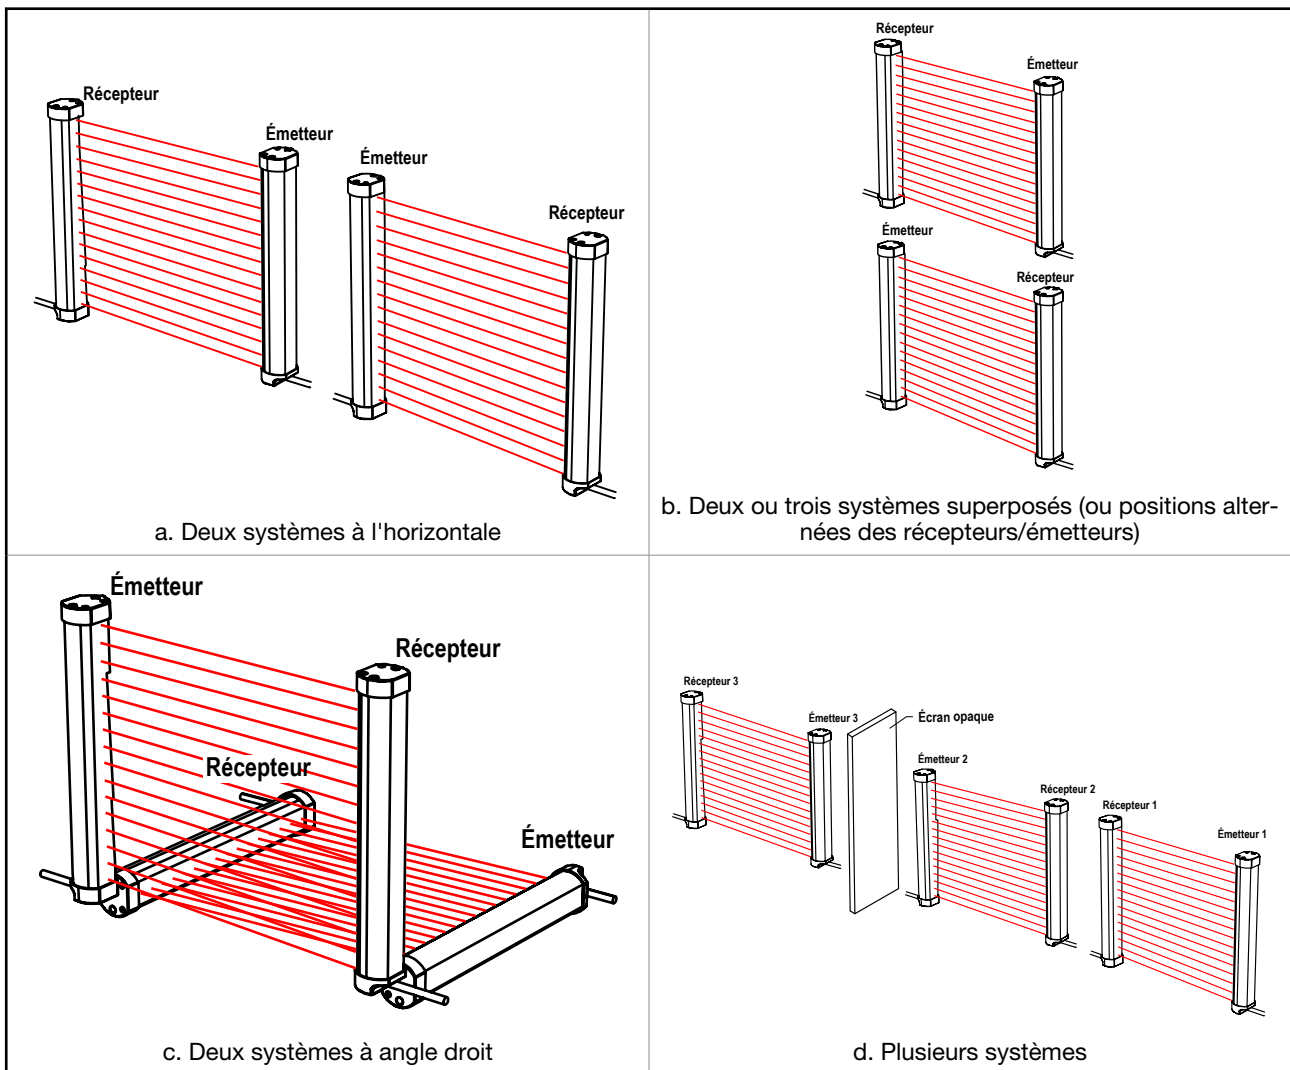 Récepteur
Émetteur
Émetteur
Récepteur
a. Deux systèmes à l'horizontale
Récepteur
Émetteur
Émetteur
Récepteur
b. Deux ou trois systèmes superposés (ou positions alter-
nées des récepteurs/émetteurs)
Émetteur
Récepteur
Récepteur
Émetteur
c. Deux systèmes à angle droit
Récepteur 3
Émetteur 3
Écran opaque
Émetteur 2
Récepteur 2
Récepteur 1
Émetteur 1
d. Plusieurs systèmes